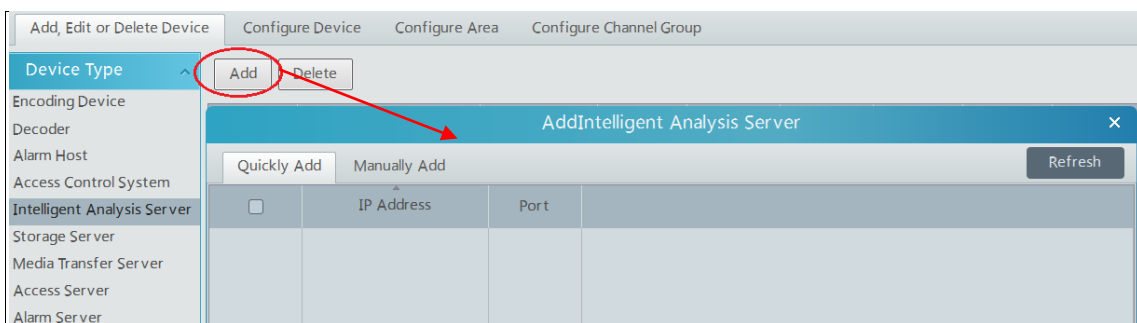 Add, Edit or Delete Device Configure Device Configure Area Configure Channel Group
Device Type Add Delete
Encoding Device
Decoder
Alarm Host
Access Control System
Intelligent Analysis Server
Storage Server
Media Transfer Server
Access Server
Alarm Server
AddIntelligent Analysis Server
Quickly Add Manually Add Refresh
IP Address Port